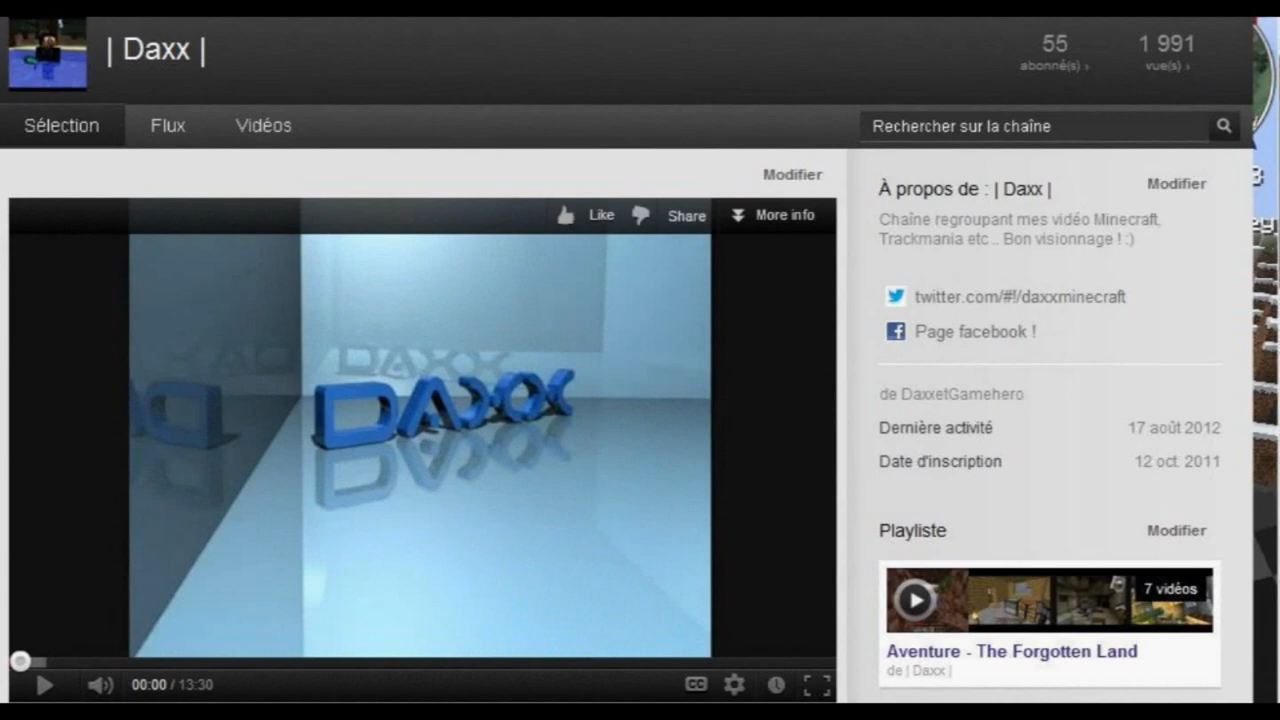 | Daxx |
55
abonné(s) ›
1 991
vue(s) ›
Sélection
Flux
Vidéos
Rechercher sur la chaîne
Modifier
Like
Share
More info
DAXX
DAXX
00:00 / 13:30
CC
À propos de : | Daxx |
Modifier
Chaîne regroupant mes vidéo Minecraft,
Trackmania etc... Bon visionnage ! :)
twitter.com/#!/daxxminecraft
Page facebook !
de DaxxetGamehero
Dernière activité
17 août 2012
Date d'inscription
12 oct. 2011
Playliste
Modifier
7 vidéos
Aventure - The Forgotten Land
de | Daxx |